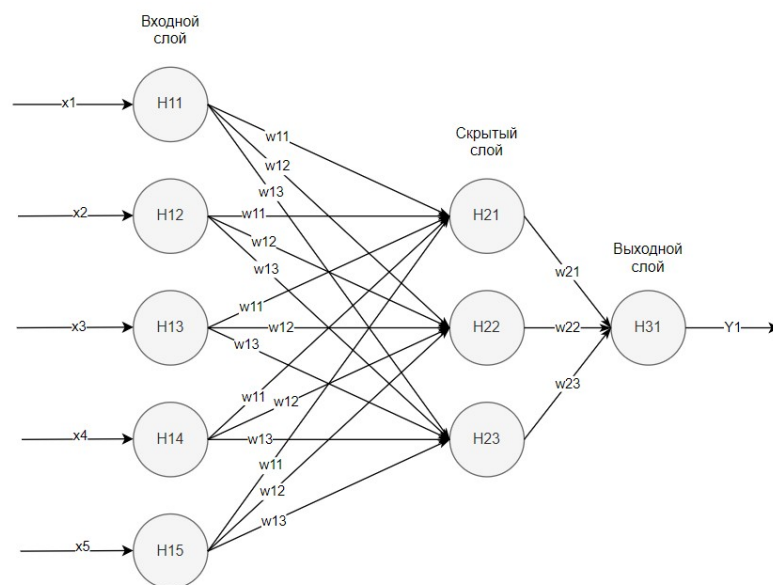 Входной
слой
x1
H11
w11
w12
w13
Скрытый
слой
x2
H12
w11
w12
w13
H21
Выходной
слой
w21
x3
H13
w11
w12
w13
H22
w22
H31
Y1
w23
x4
H14
w11
w12
w13
H23
w11
w12
w13
x5
H15